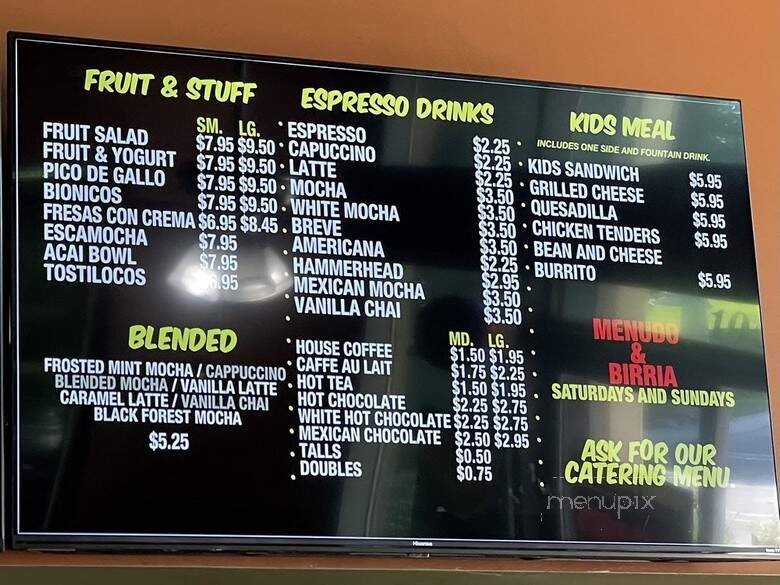 FRUIT & STUFF
SM. LG.
FRUIT SALAD $7.95 $9.50
FRUIT & YOGURT $7.95 $9.50
PICO DE GALLO $7.95 $9.50
BIONICOS $7.95 $9.50
FRESAS CON CREMA $6.95 $8.45
ESCAMOCHA $7.95
ACAI BOWL $7.95
TOSTILOCOS .95
BLENDED
FROSTED MINT MOCHA / CAPPUCCINO
BLENDED MOCHA / VANILLA LATTE
CARAMEL LATTE / VANILLA CHAI
BLACK FOREST MOCHA
$5.25
ESPRESSO DRINKS
ESPRESSO $2.25
CAPUCCINO $2.25
LATTE $2.25
MOCHA $3.50
WHITE MOCHA $3.50
BREVE $3.50
AMERICANA $2.25
HAMMERHEAD $2.95
MEXICAN MOCHA $3.50
VANILLA CHAI $3.50
MD. LG.
HOUSE COFFEE $1.50 $1.95
CAFFE AU LAIT $1.75 $2.25
HOT TEA $1.50 $1.95
HOT CHOCOLATE $2.25 $2.75
WHITE HOT CHOCOLATE $2.25 $2.75
MEXICAN CHOCOLATE $2.50 $2.95
TALLS $0.50
DOUBLES $0.75
KIDS MEAL
INCLUDES ONE SIDE AND FOUNTAIN DRINK.
KIDS SANDWICH $5.95
GRILLED CHEESE $5.95
QUESADILLA $5.95
CHICKEN TENDERS $5.95
BEAN AND CHEESE
BURRITO $5.95
MENUDO
&
BIRRIA
SATURDAYS AND SUNDAYS
ASK FOR OUR
CATERING MENU.
menupix
Hisense